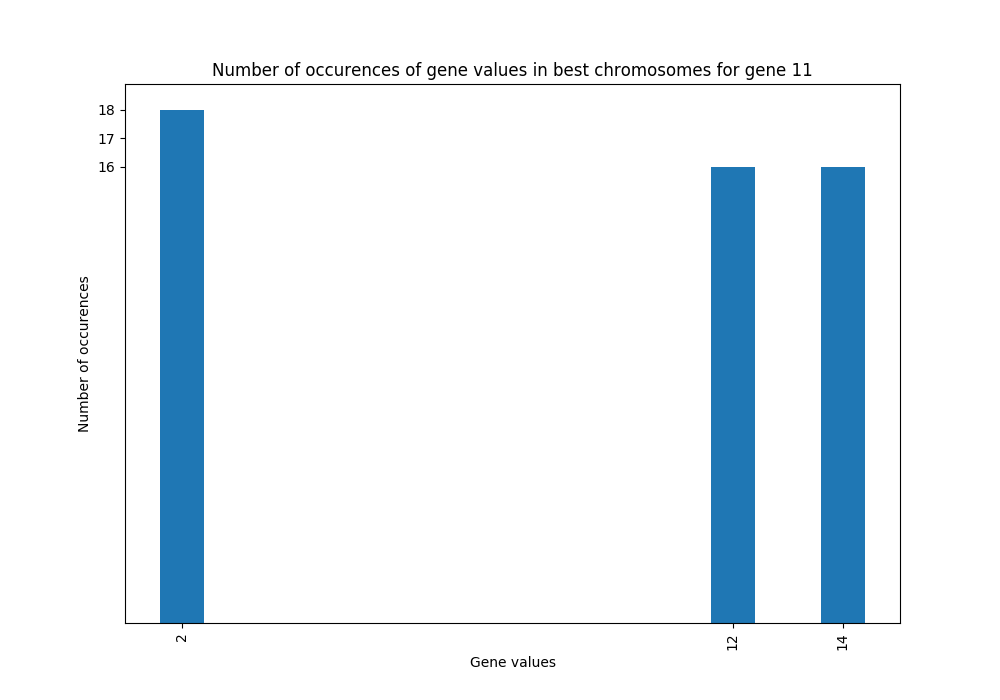 Number of occurences of gene values in best chromosomes for gene 11
18
17
16
Number of occurences
2
12
14
Gene values